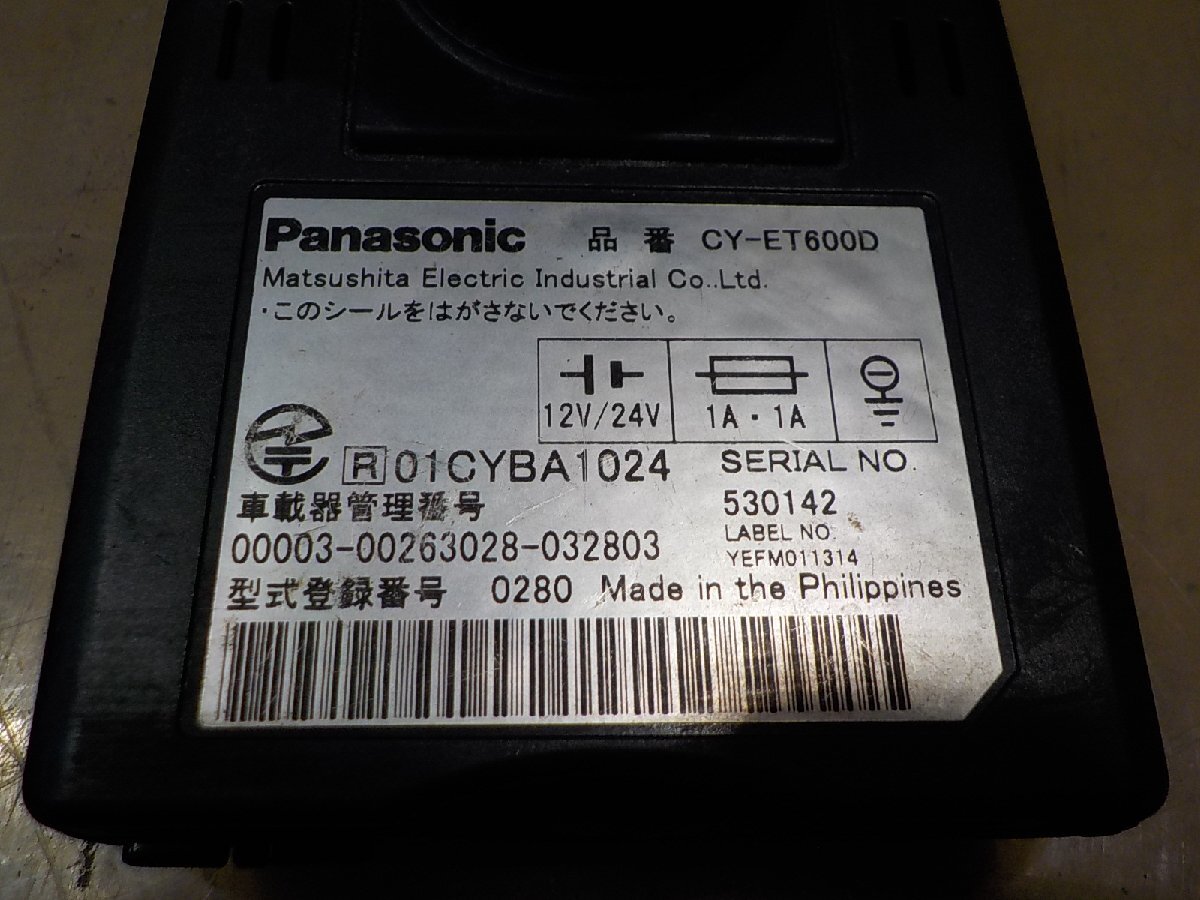 Panasonic 品番 CY-ET600D
Matsushita Electric Industrial Co.,Ltd.
・このシールをはがさないでください。
12V/24V 1A・1A
R 01CYBA1024 SERIAL NO.
車載器管理番号 530142
00003-00263028-032803 LABEL NO:
YEFM011314
型式登録番号 0280 Made in the Philippines